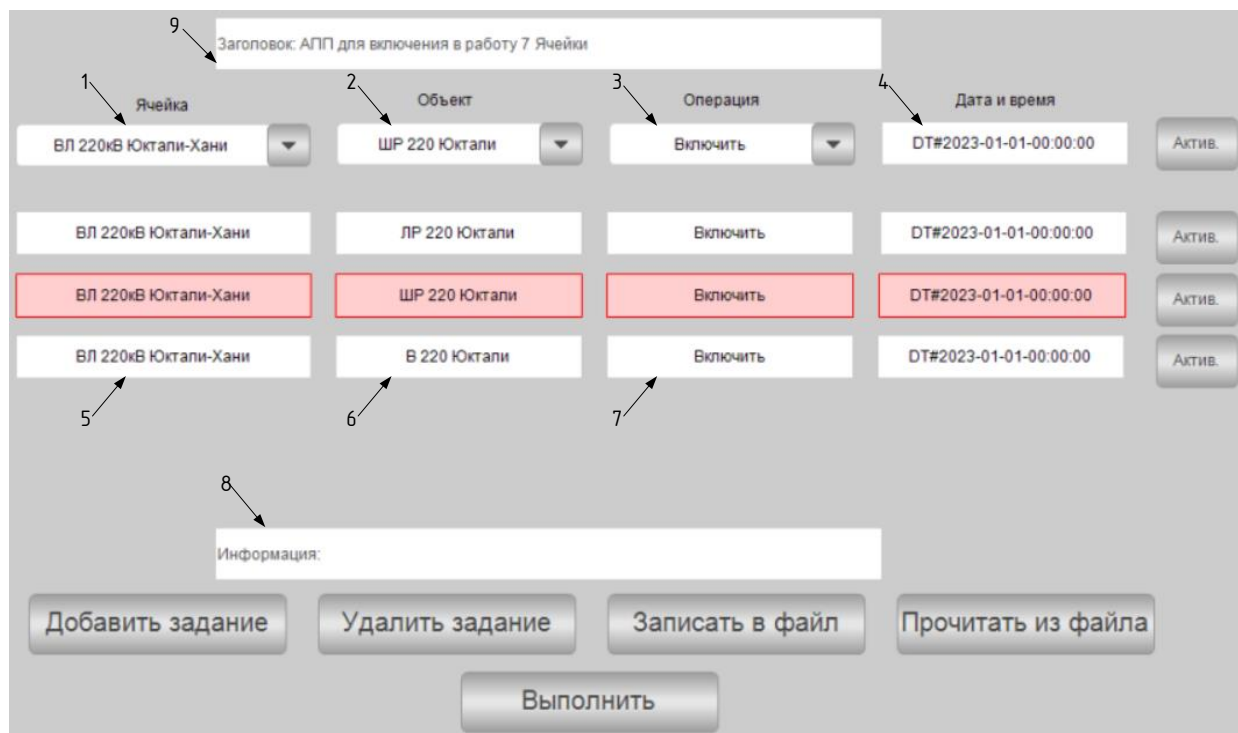 9
Заголовок: АПП для включения в работу 7 Ячейки
1 2 3 4
Ячейка Объект Операция Дата и время
ВЛ 220кВ Юктали-Хани ШР 220 Юктали Включить DT#2023-01-01-00:00:00 Актив.
ВЛ 220кВ Юктали-Хани ЛР 220 Юктали Включить DT#2023-01-01-00:00:00 Актив.
ВЛ 220кВ Юктали-Хани ШР 220 Юктали Включить DT#2023-01-01-00:00:00 Актив.
ВЛ 220кВ Юктали-Хани В 220 Юктали Включить DT#2023-01-01-00:00:00 Актив.
5 6 7
8
Информация:
Добавить задание Удалить задание Записать в файл Прочитать из файла
Выполнить